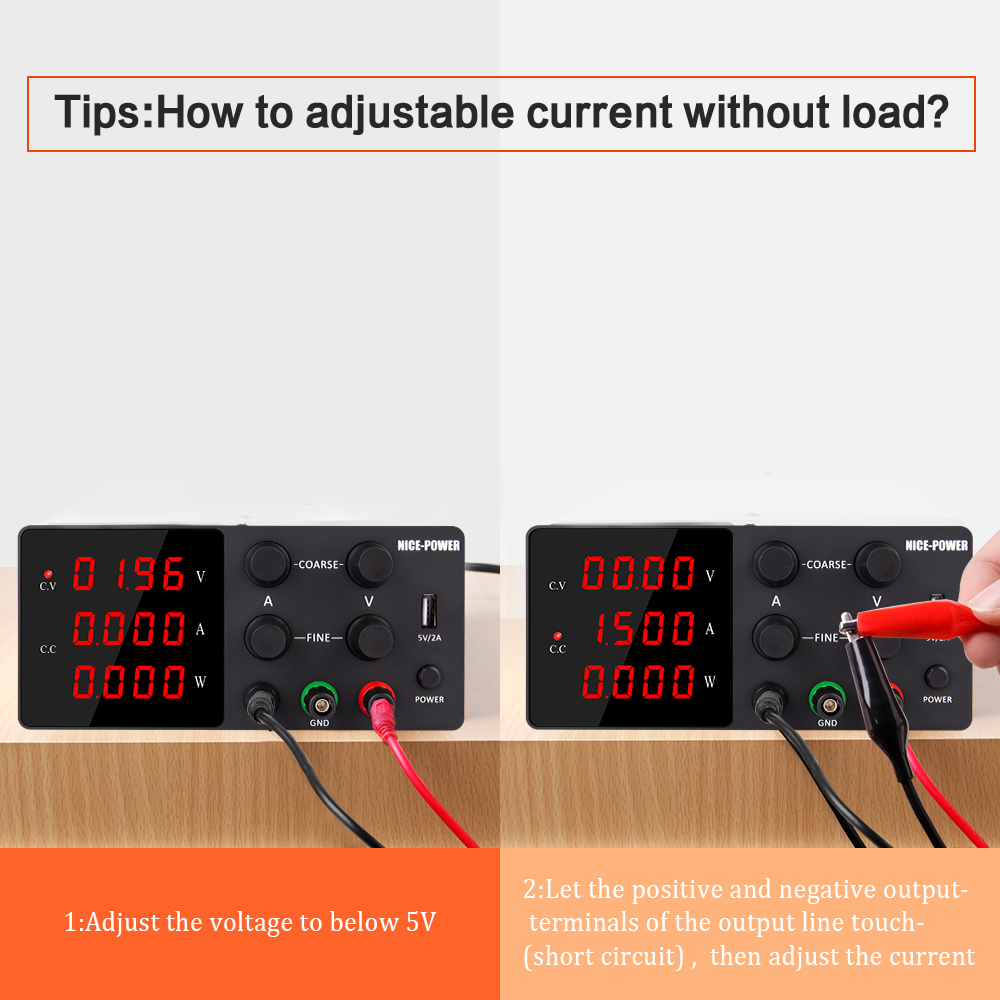 Tips:How to adjustable current without load?
NICE-POWER
C.V 01.96 V
-COARSE-
A V
0.000 A
C.C
-FINE-
5V/2A
0.000 W
POWER
GND
NICE-POWER
C.V 00.00 V
-COARSE-
A V
1.500 A
C.C
-FINE-
0.000 W
POWER
GND
1:Adjust the voltage to below 5V
2:Let the positive and negative output-
terminals of the output line touch-
(short circuit) , then adjust the current